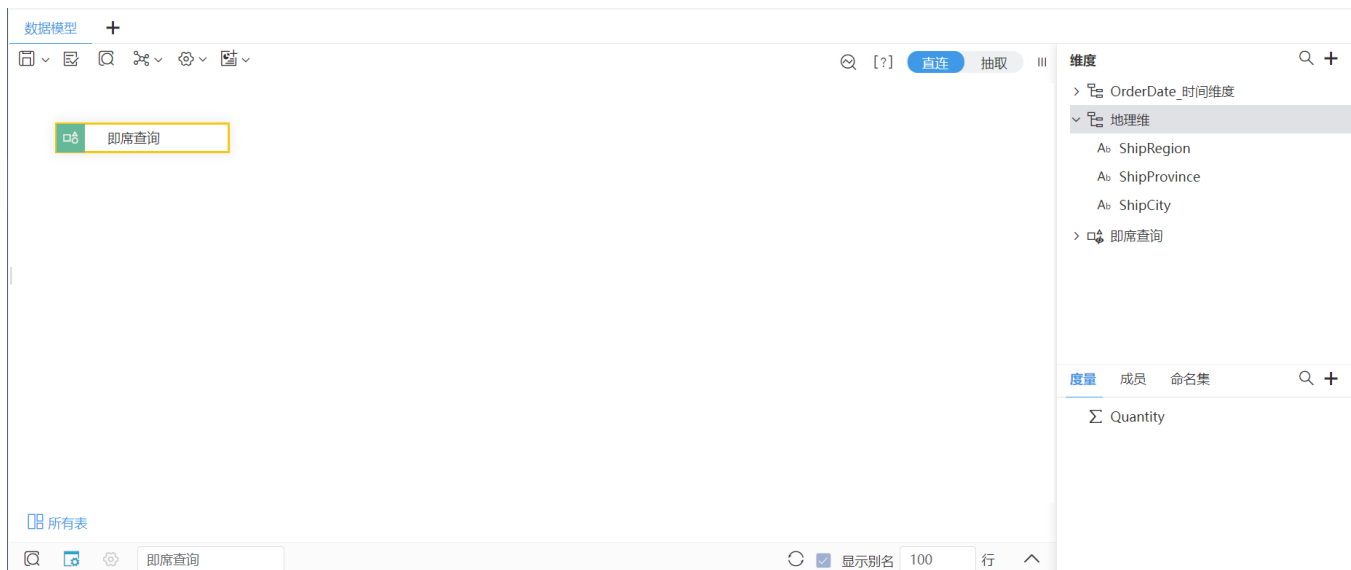 数据模型
[?] 直连 抽取
即席查询
所有表
即席查询 显示别名 100 行
维度
OrderDate_时间维度
地理维
Ab ShipRegion
Ab ShipProvince
Ab ShipCity
即席查询
度量 成员 命名集
Quantity